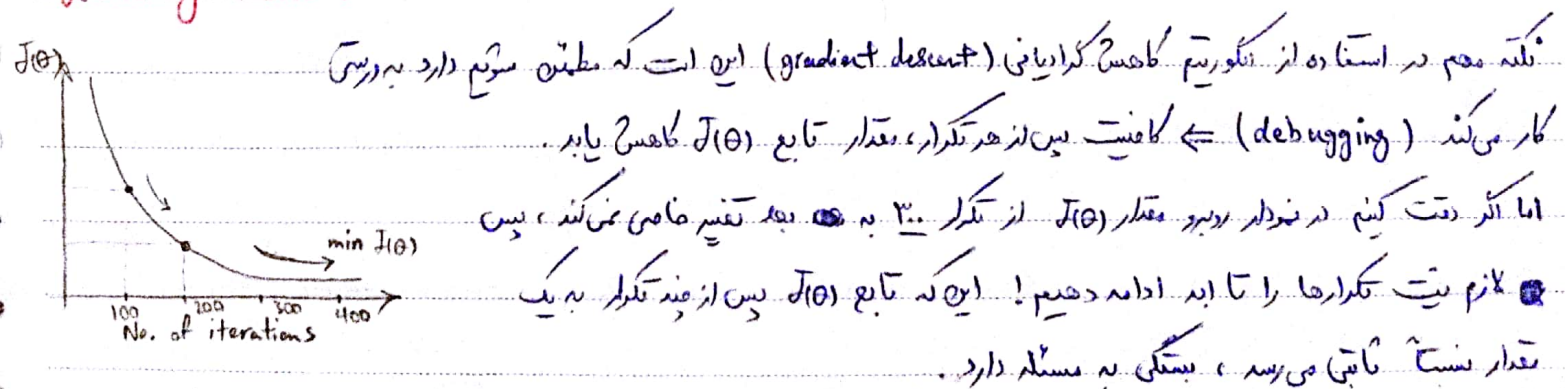 نکته مهم در استفاده از الگوریتم کاهش گرادیانی (gradient descent) این است که مطمئن شویم دارد به درستی
کار می‌کند (debugging) ⇐ کافیست پس از هر تکرار، مقدار تابع J(θ) کاهش یابد.
اما اگر دقت کنیم در نمودار روبرو مقدار J(θ) از تکرار ۳۰۰ به بعد تغییر خاصی نمی‌کند، پس
لازم نیست تکرارها را تا ابد ادامه دهیم! این که تابع J(θ) پس از چند تکرار به یک
مقدار نسبتاً ثابتی می‌رسد، بستگی به مسئله دارد.
J(θ)
min J(θ)
100 200 300 400
No. of iterations